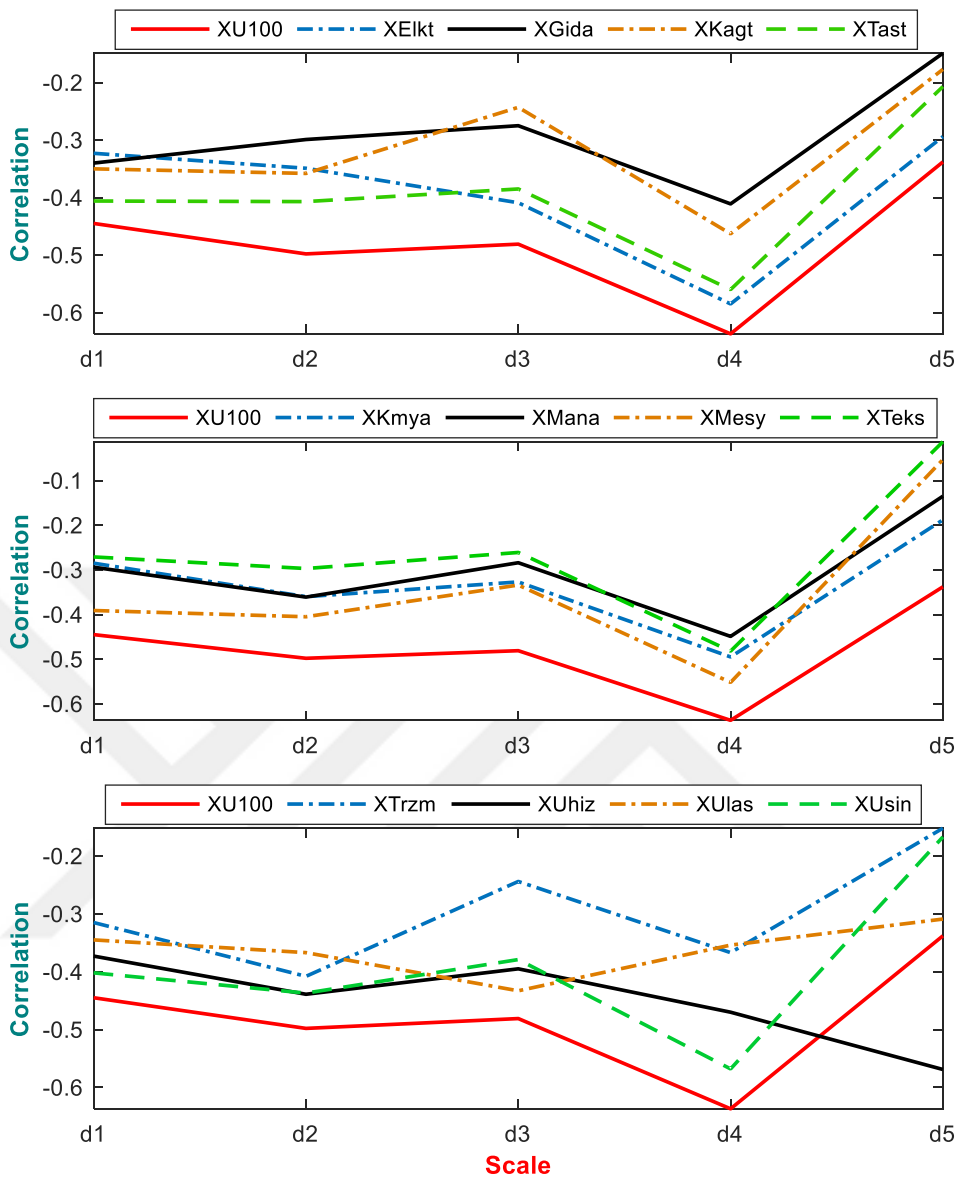 XU100 XElkt XGida XKagt XTast
-0.2
-0.3
-0.4
-0.5
-0.6
Correlation
d1 d2 d3 d4 d5
XU100 XKmya XMana XMesy XTeks
-0.1
-0.2
-0.3
-0.4
-0.5
-0.6
Correlation
d1 d2 d3 d4 d5
XU100 XTrzm XUhiz XUlas XUsin
-0.2
-0.3
-0.4
-0.5
-0.6
Correlation
d1 d2 d3 d4 d5
Scale